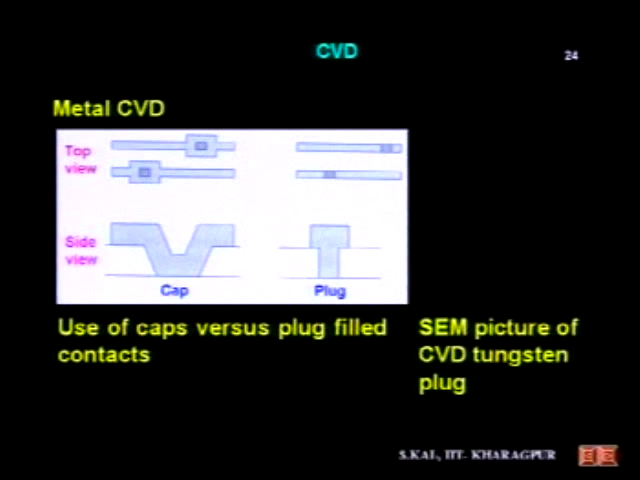 CVD
24
Metal CVD
Top
view
Side
view
Cap
Plug
Use of caps versus plug filled
contacts
SEM picture of
CVD tungsten
plug
S.KAL, IIT- KHARAGPUR